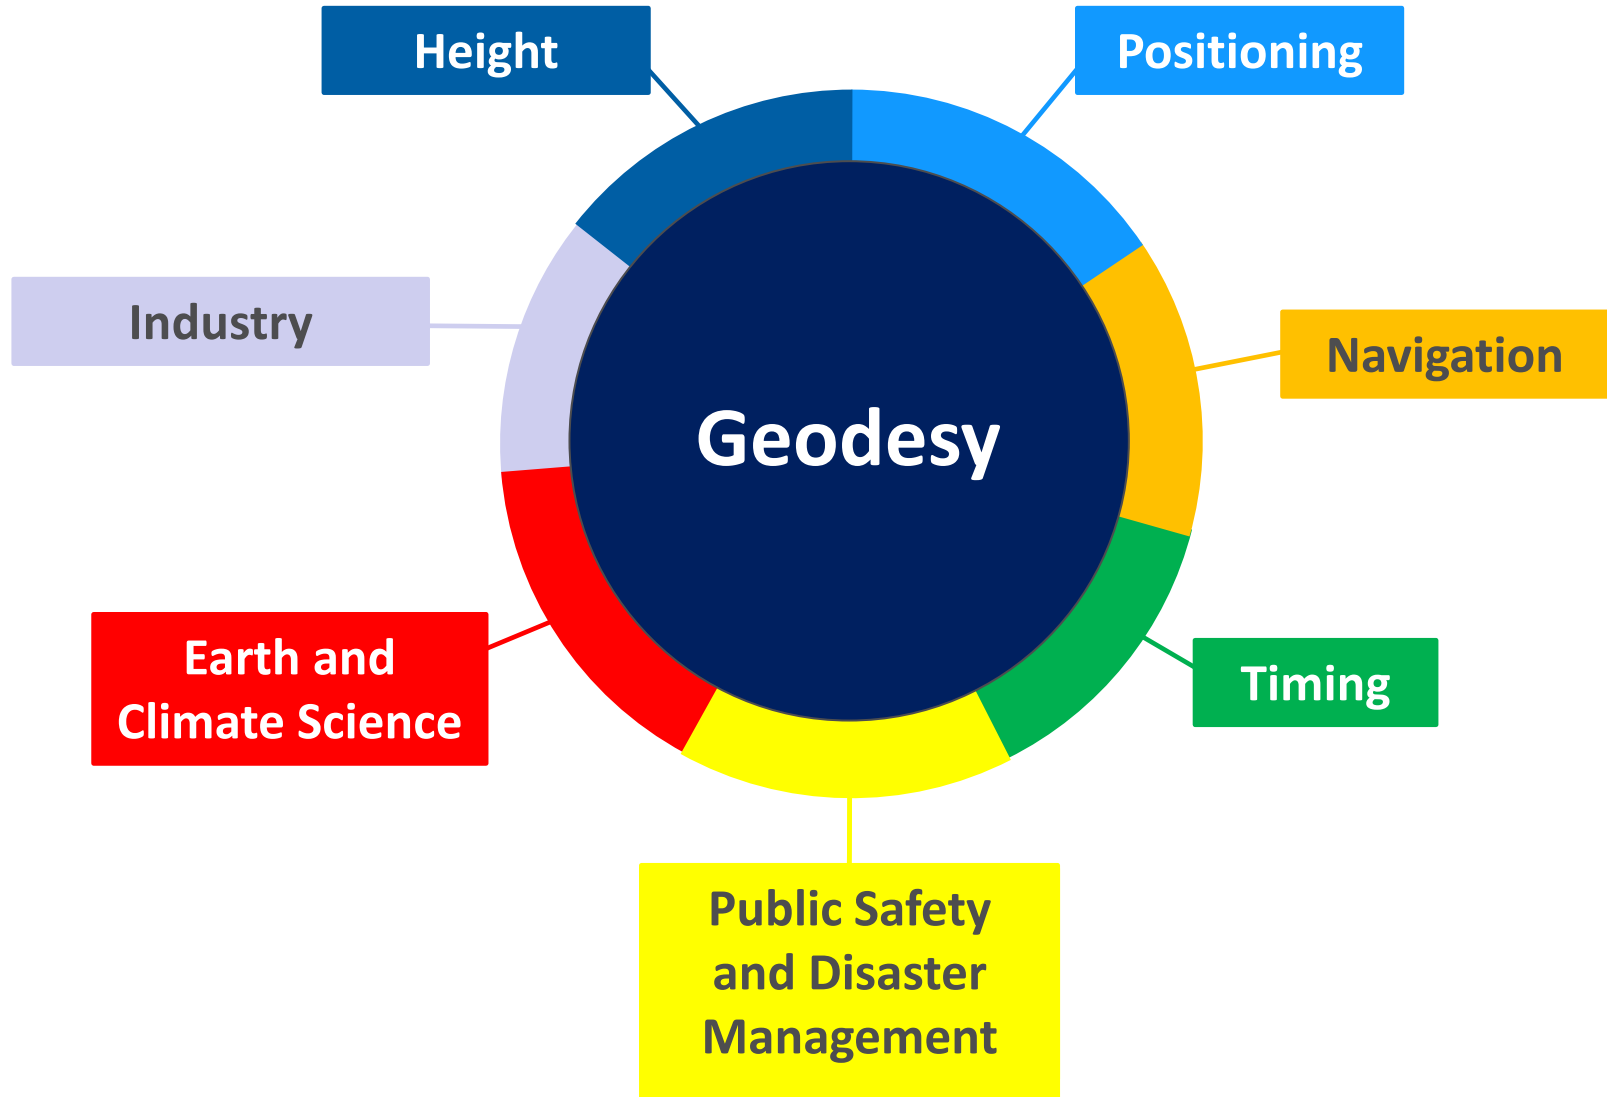 Height
Positioning
Industry
Navigation
Geodesy
Earth and
Climate Science
Timing
Public Safety
and Disaster
Management